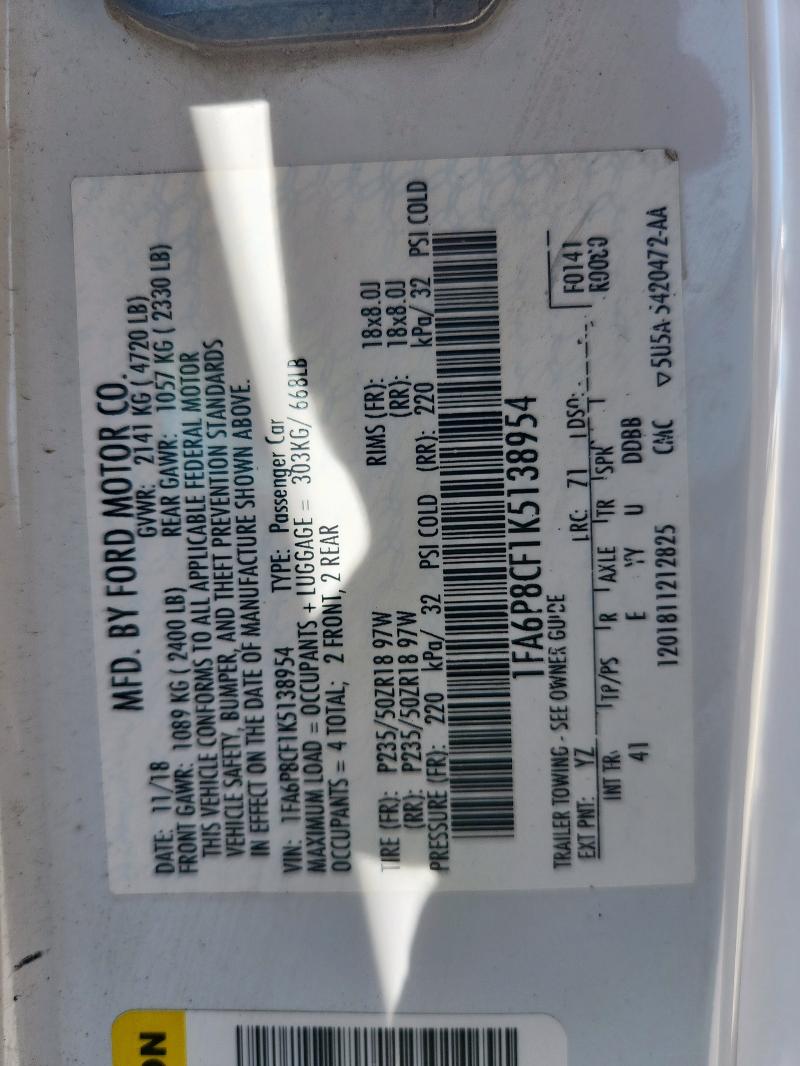 MFD. BY FORD MOTOR CO.
DATE: 11/18 GVWR: 2141 KG ( 4720 LB)
FRONT GAWR: 1089 KG ( 2400 LB) REAR GAWR: 1057 KG ( 2330 LB)
THIS VEHICLE CONFORMS TO ALL APPLICABLE FEDERAL MOTOR
VEHICLE SAFETY, BUMPER, AND THEFT PREVENTION STANDARDS
IN EFFECT ON THE DATE OF MANUFACTURE SHOWN ABOVE.
VIN: 1FA6P8CF1K5138954 TYPE: Passenger Car
MAXIMUM LOAD = OCCUPANTS + LUGGAGE = 303KG/ 668LB
OCCUPANTS = 4 TOTAL; 2 FRONT, 2 REAR
TIRE (FR): P235/50ZR18 97W RIMS (FR): 18x8.0J
(RR): P235/50ZR18 97W (RR): 18x8.0J
PRESSURE (FR): 220 kPa/ 32 PSI COLD (RR): 220 kPa/ 32 PSI COLD
1FA6P8CF1K5138954
TRAILER TOWING - SEE OWNER GUIDE
EXT PNT: YZ LRC: 71 LDSO: F0141
INT TR TP/PS R AXLE TR SPR
41 E U DDBB
1201811212825 CMC
ON